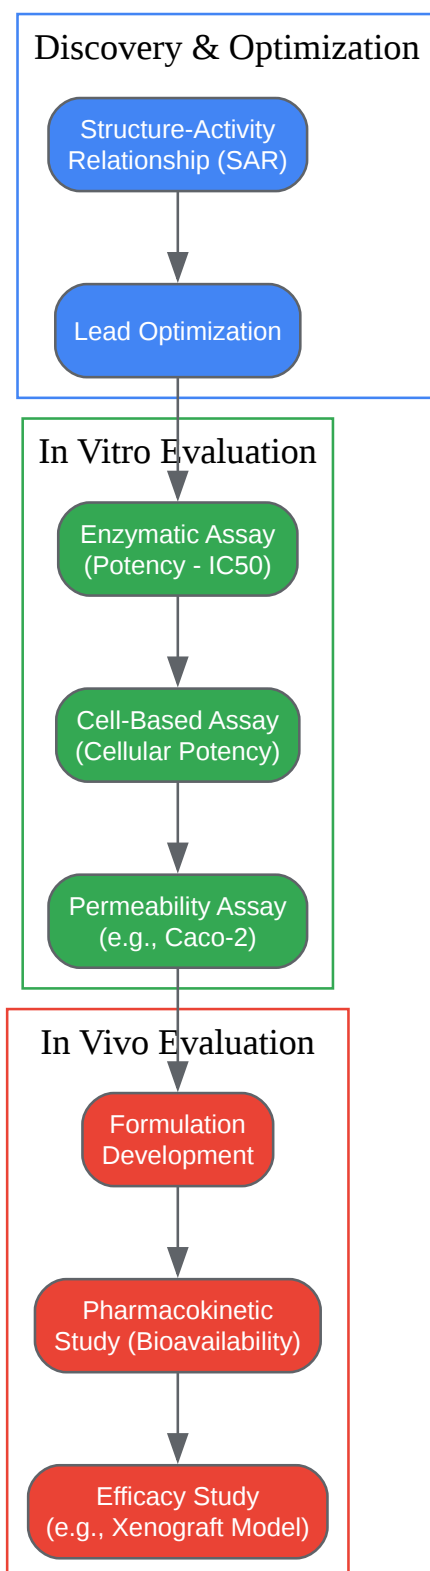 Discovery & Optimization
Structure-Activity
Relationship (SAR)
Lead Optimization
In Vitro Evaluation
Enzymatic Assay
(Potency - IC50)
Cell-Based Assay
(Cellular Potency)
Permeability Assay
(e.g., Caco-2)
In Vivo Evaluation
Formulation
Development
Pharmacokinetic
Study (Bioavailability)
Efficacy Study
(e.g., Xenograft Model)